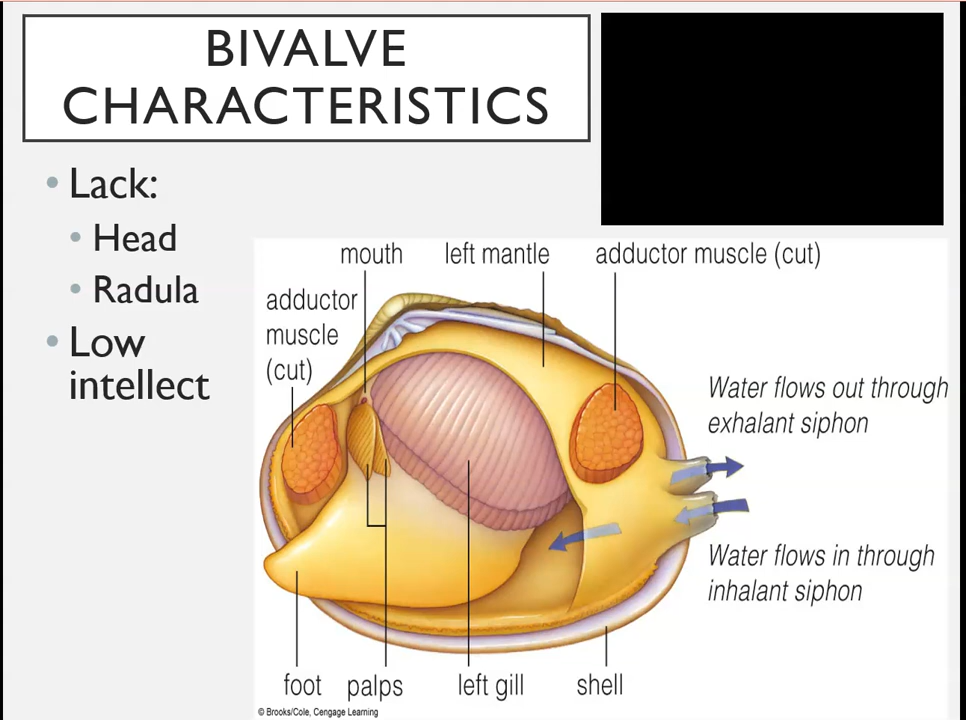 BIVALVE
CHARACTERISTICS
• Lack:
• Head
• Radula
• Low
intellect
mouth
left mantle
adductor muscle (cut)
adductor
muscle
(cut)
Water flows out through
exhalant siphon
Water flows in through
inhalant siphon
foot
palps
left gill
shell
© Brooks/Cole, Cengage Learning